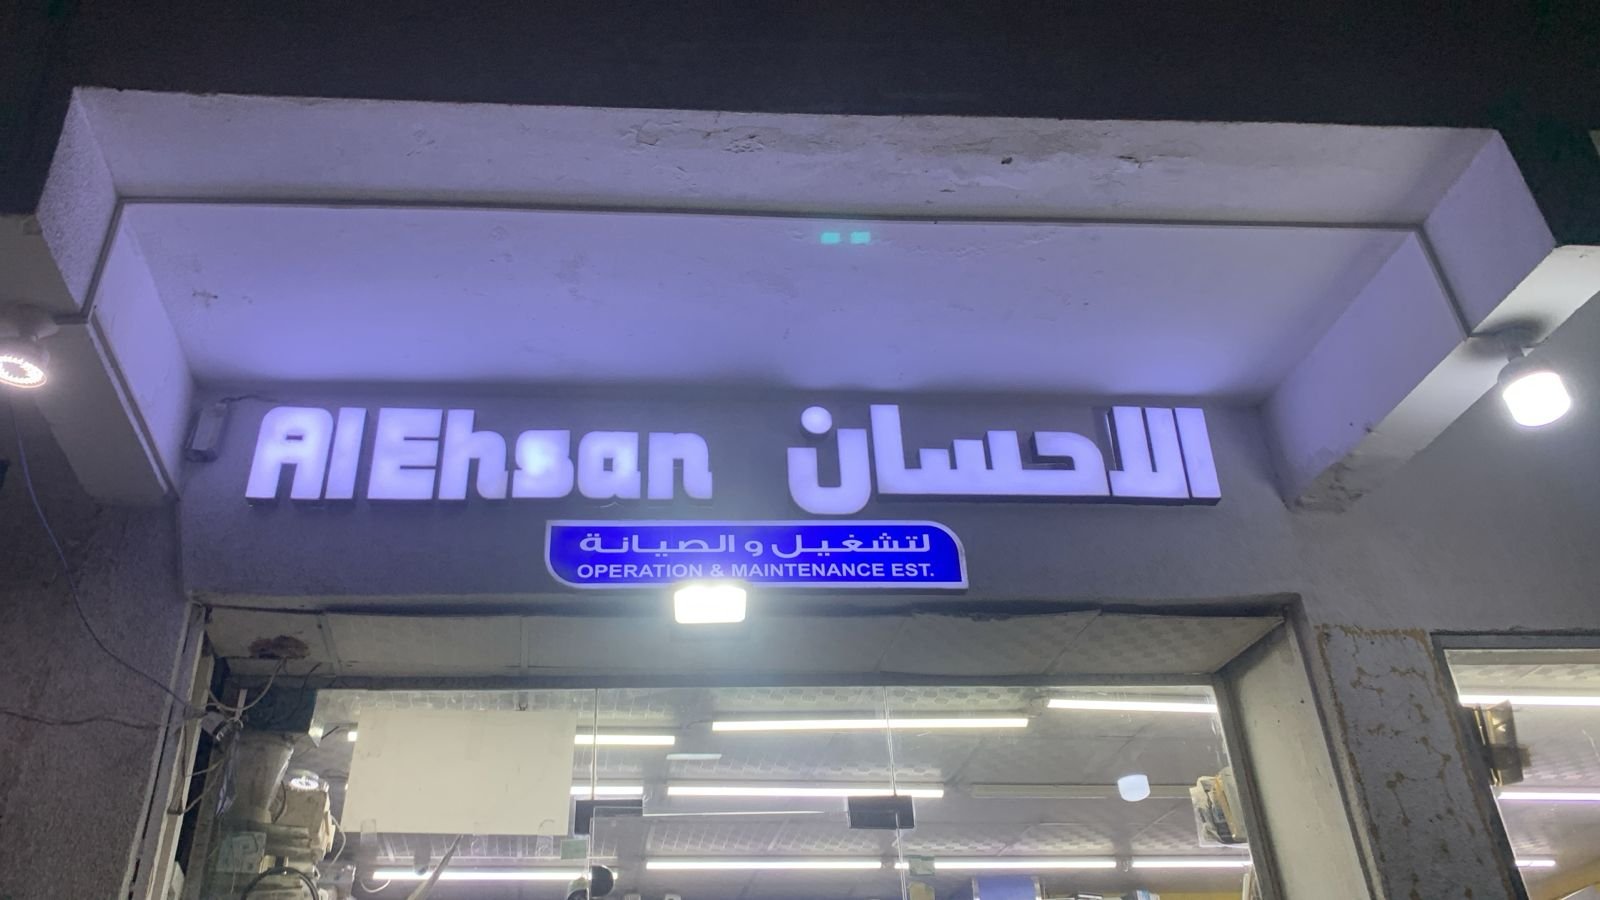 AlEhsan الاحسان
لتشغيل و الصيانة
OPERATION & MAINTENANCE EST.